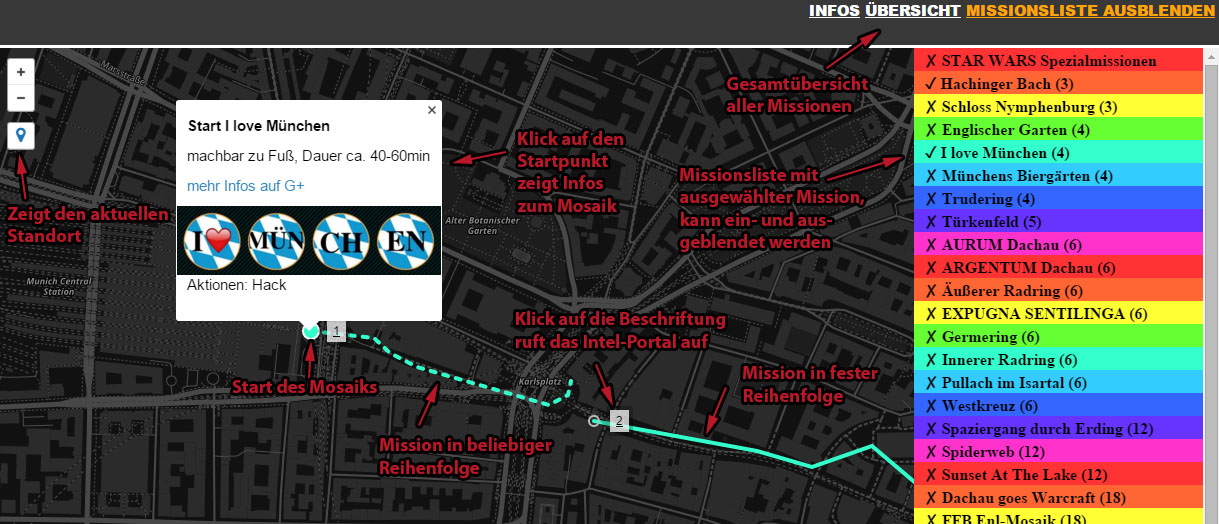 INFOS ÜBERSICHT MISSIONSLISTE AUSBLENDEN
Marsstraße
+
−
Zeigt den aktuellen
Standort
Munich Central
Station
×
Start I love München
machbar zu Fuß, Dauer ca. 40-60min
mehr Infos auf G+
I MÜN CH EN
Aktionen: Hack
Klick auf den
Startpunkt
zeigt Infos
zum Mosaik
Alter Botanischer
Garten
Gesamtübersicht
aller Missionen
Missionsliste mit
ausgewählter Mission,
kann ein- und aus-
geblendet werden
1
Start des Mosaiks
Klick auf die Beschriftung
ruft das Intel-Portal auf
Karlsplatz
2
Mission in fester
Reihenfolge
Mission in beliebiger
Reihenfolge
✗ STAR WARS Spezialmissionen
✓ Hachinger Bach (3)
✗ Schloss Nymphenburg (3)
✗ Englischer Garten (4)
✓ I love München (4)
✗ Münchens Biergärten (4)
✗ Trudering (4)
✗ Türkenfeld (5)
✗ AURUM Dachau (6)
✗ ARGENTUM Dachau (6)
✗ Äußerer Radring (6)
✗ EXPUGNA SENTILINGA (6)
✗ Germering (6)
✗ Innerer Radring (6)
✗ Pullach im Isartal (6)
✗ Westkreuz (6)
✗ Spaziergang durch Erding (12)
✗ Spiderweb (12)
✗ Sunset At The Lake (12)
✗ Dachau goes Warcraft (18)
✗ FFB Enl-Mosaik (18)